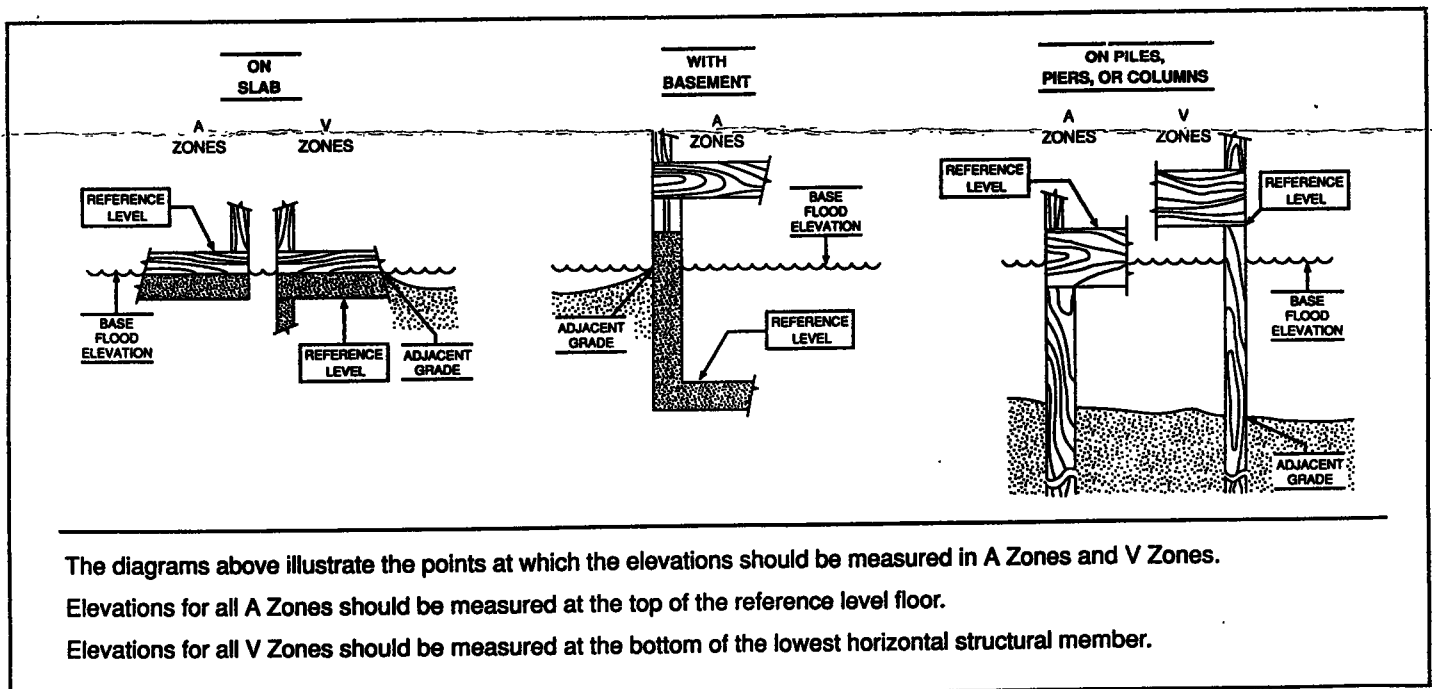 ON
SLAB
WITH
BASEMENT
ON PILES,
PIERS, OR COLUMNS
A
ZONES
V
ZONES
A
ZONES
A
ZONES
V
ZONES
REFERENCE
LEVEL
BASE
FLOOD
ELEVATION
REFERENCE
LEVEL
ADJACENT
GRADE
BASE
FLOOD
ELEVATION
ADJACENT
GRADE
REFERENCE
LEVEL
REFERENCE
LEVEL
REFERENCE
LEVEL
BASE
FLOOD
ELEVATION
ADJACENT
GRADE
The diagrams above illustrate the points at which the elevations should be measured in A Zones and V Zones.
Elevations for all A Zones should be measured at the top of the reference level floor.
Elevations for all V Zones should be measured at the bottom of the lowest horizontal structural member.